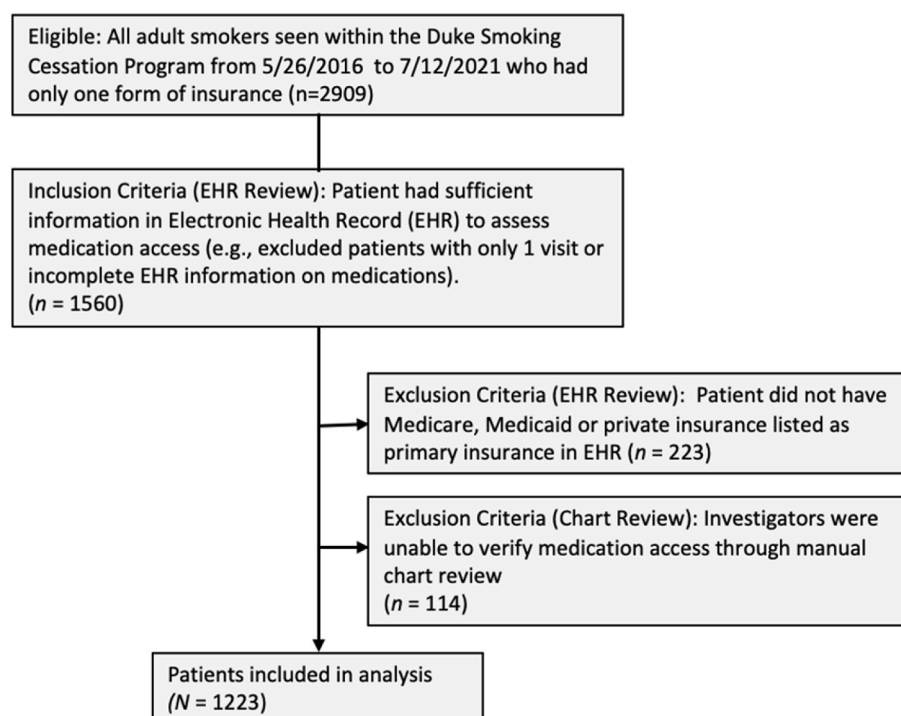 Eligible: All adult smokers seen within the Duke Smoking
Cessation Program from 5/26/2016 to 7/12/2021 who had
only one form of insurance (n=2909)
Inclusion Criteria (EHR Review): Patient had sufficient
information in Electronic Health Record (EHR) to assess
medication access (e.g., excluded patients with only 1 visit or
incomplete EHR information on medications).
(n = 1560)
Exclusion Criteria (EHR Review): Patient did not have
Medicare, Medicaid or private insurance listed as
primary insurance in EHR (n = 223)
Exclusion Criteria (Chart Review): Investigators were
unable to verify medication access through manual
chart review
(n = 114)
Patients included in analysis
(N = 1223)